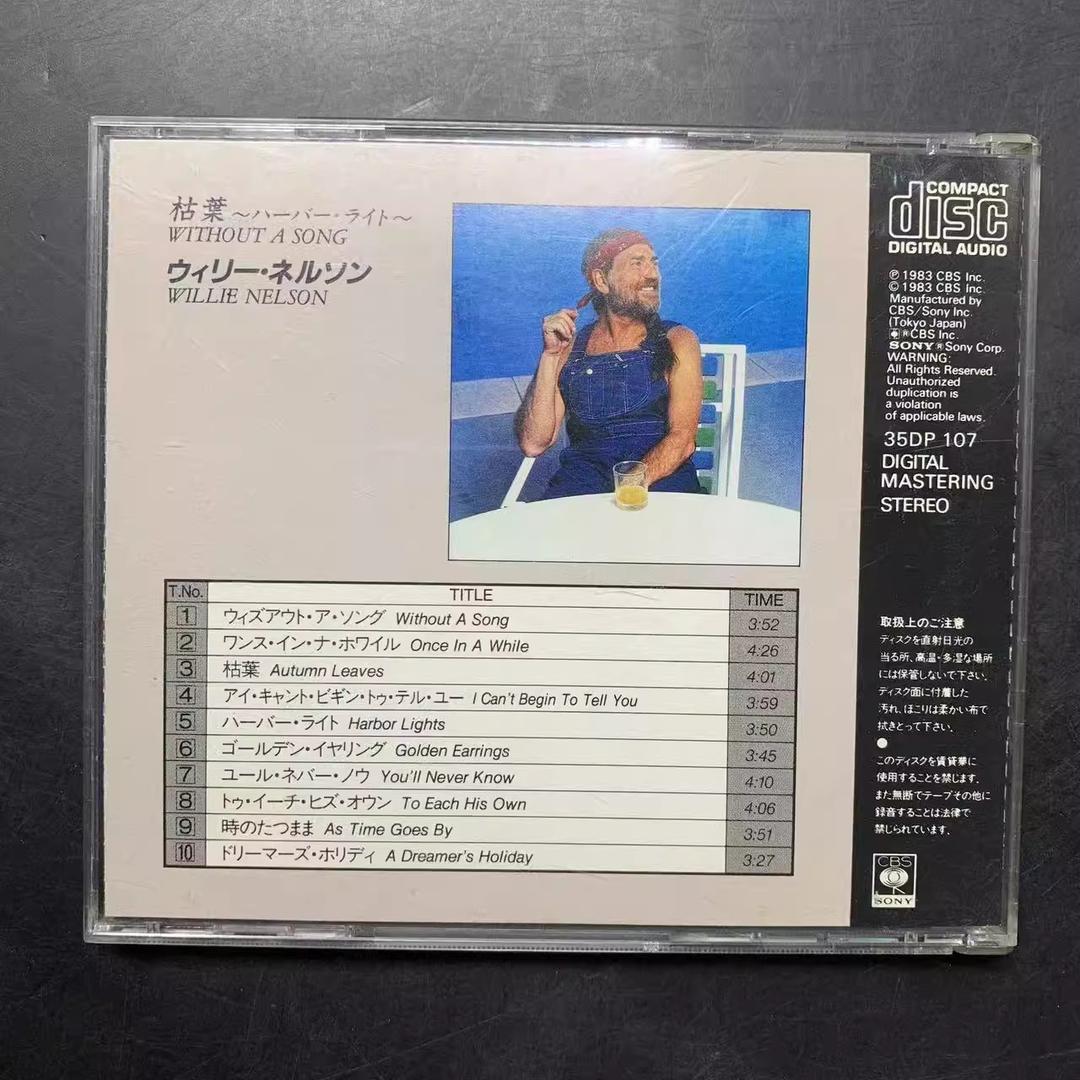 枯葉～ハーバー・ライト～
WITHOUT A SONG
ウィリー・ネルソン
WILLIE NELSON
COMPACT
disc
DIGITAL AUDIO
℗ 1983 CBS Inc.
© 1983 CBS Inc.
Manufactured by
CBS/Sony Inc.
(Tokyo Japan)
®CBS Inc.
SONY® Sony Corp.
WARNING:
All Rights Reserved.
Unauthorized
duplication is
a violation
of applicable laws.
35DP 107
DIGITAL
MASTERING
STEREO
T.No. TITLE TIME
1 ウィズアウト・ア・ソング Without A Song 3:52
2 ワンス・イン・ナ・ホワイル Once In A While 4:26
3 枯葉 Autumn Leaves 4:01
4 アイ・キャント・ビギン・トゥ・テル・ユー I Can't Begin To Tell You 3:59
5 ハーバー・ライト Harbor Lights 3:50
6 ゴールデン・イヤリング Golden Earrings 3:45
7 ユール・ネバー・ノウ You'll Never Know 4:10
8 トゥ・イーチ・ヒズ・オウン To Each His Own 4:06
9 時のたつまま As Time Goes By 3:51
10 ドリーマーズ・ホリディ A Dreamer's Holiday 3:27
取扱上のご注意
ディスクを直射日光の
当る所、高温・多湿な場所
には保管しないで下さい。
ディスク面に付着した
汚れ、ほこりは柔かい布で
拭きとって下さい。
●
このディスクを賃貸業に
使用することを禁じます。
また無断でテープその他に
録音することは法律で
禁じられています。
CBS
SONY